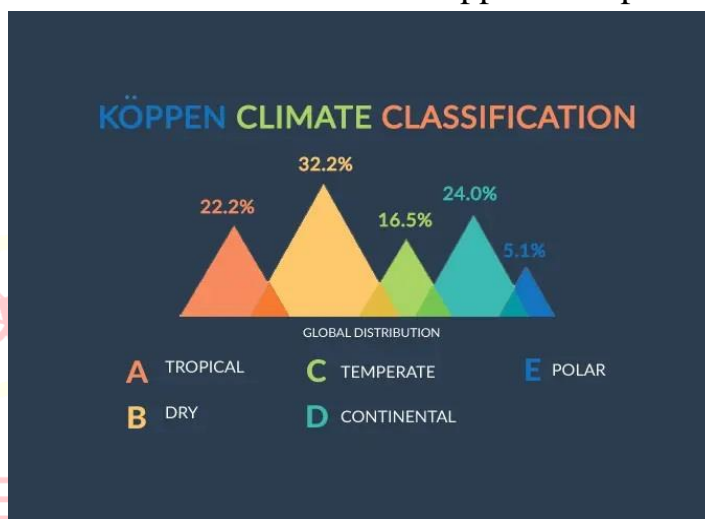 KÖPPEN CLIMATE CLASSIFICATION
32.2%
24.0%
22.2%
16.5%
5.1%
GLOBAL DISTRIBUTION
A TROPICAL
C TEMPERATE
E POLAR
B DRY
D CONTINENTAL